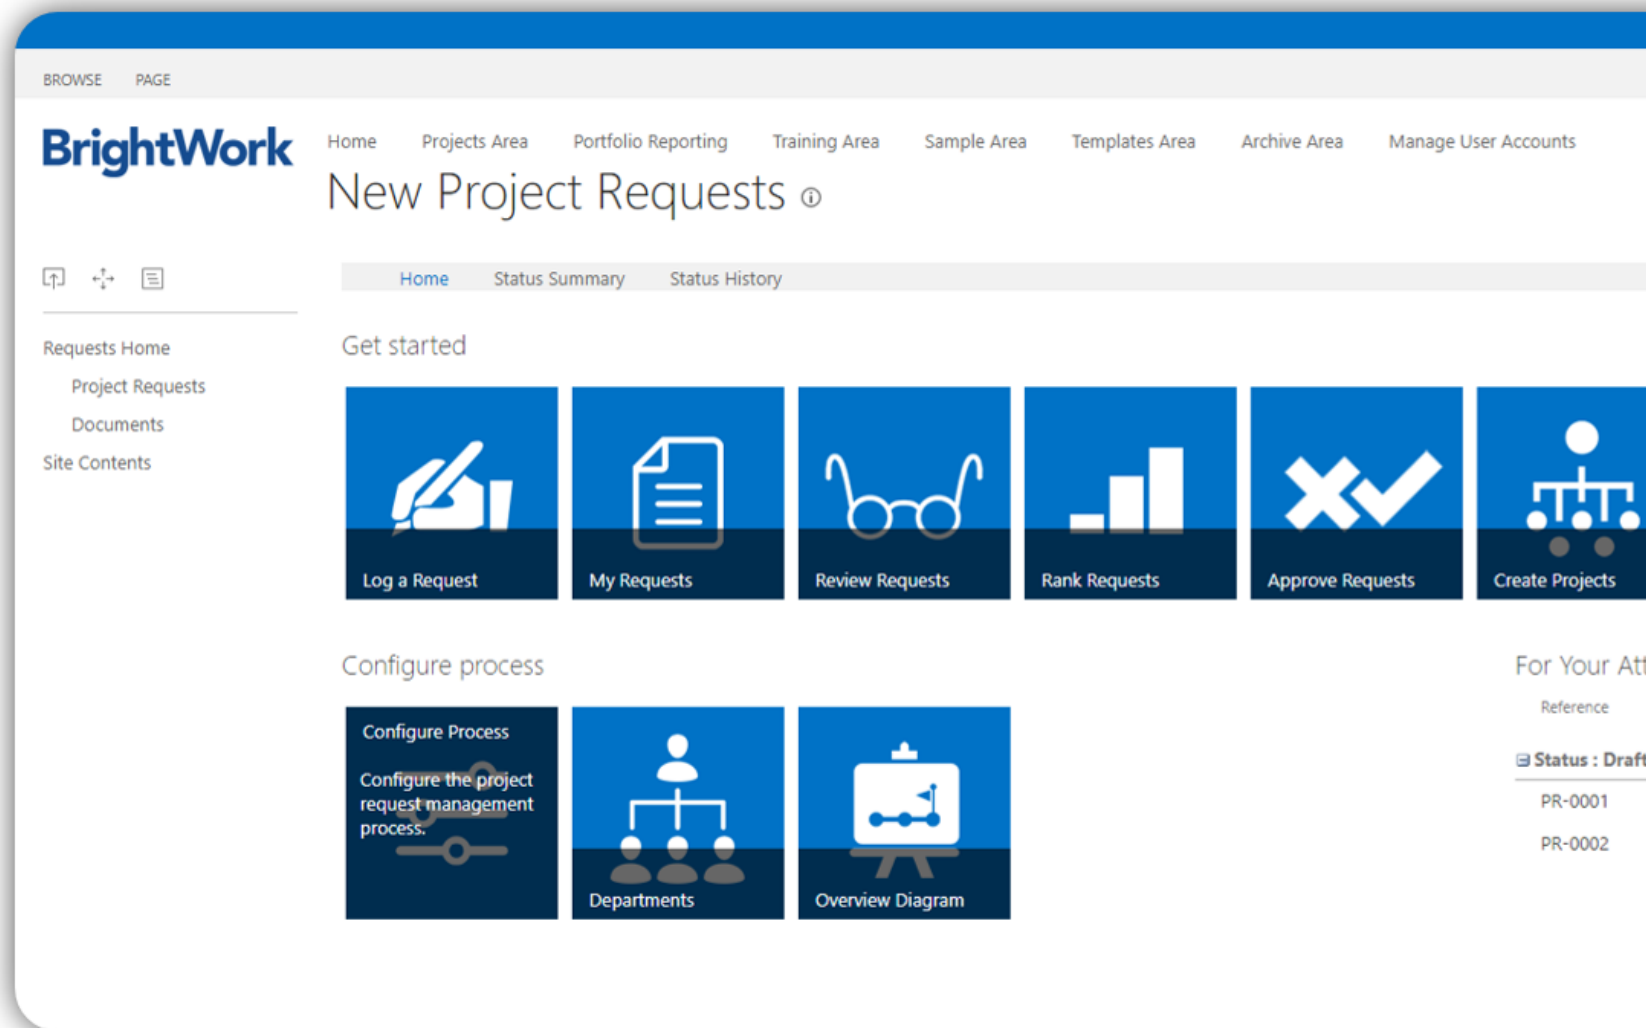 BROWSE PAGE
BrightWork
Home Projects Area Portfolio Reporting Training Area Sample Area Templates Area Archive Area Manage User Accounts
New Project Requests
Home Status Summary Status History
Requests Home
Project Requests
Documents
Site Contents
Get started
Log a Request
My Requests
Review Requests
Rank Requests
Approve Requests
Create Projects
Configure process
Configure Process
Configure the project
request management
process.
Departments
Overview Diagram
For Your Att
Reference
Status : Draft
PR-0001
PR-0002